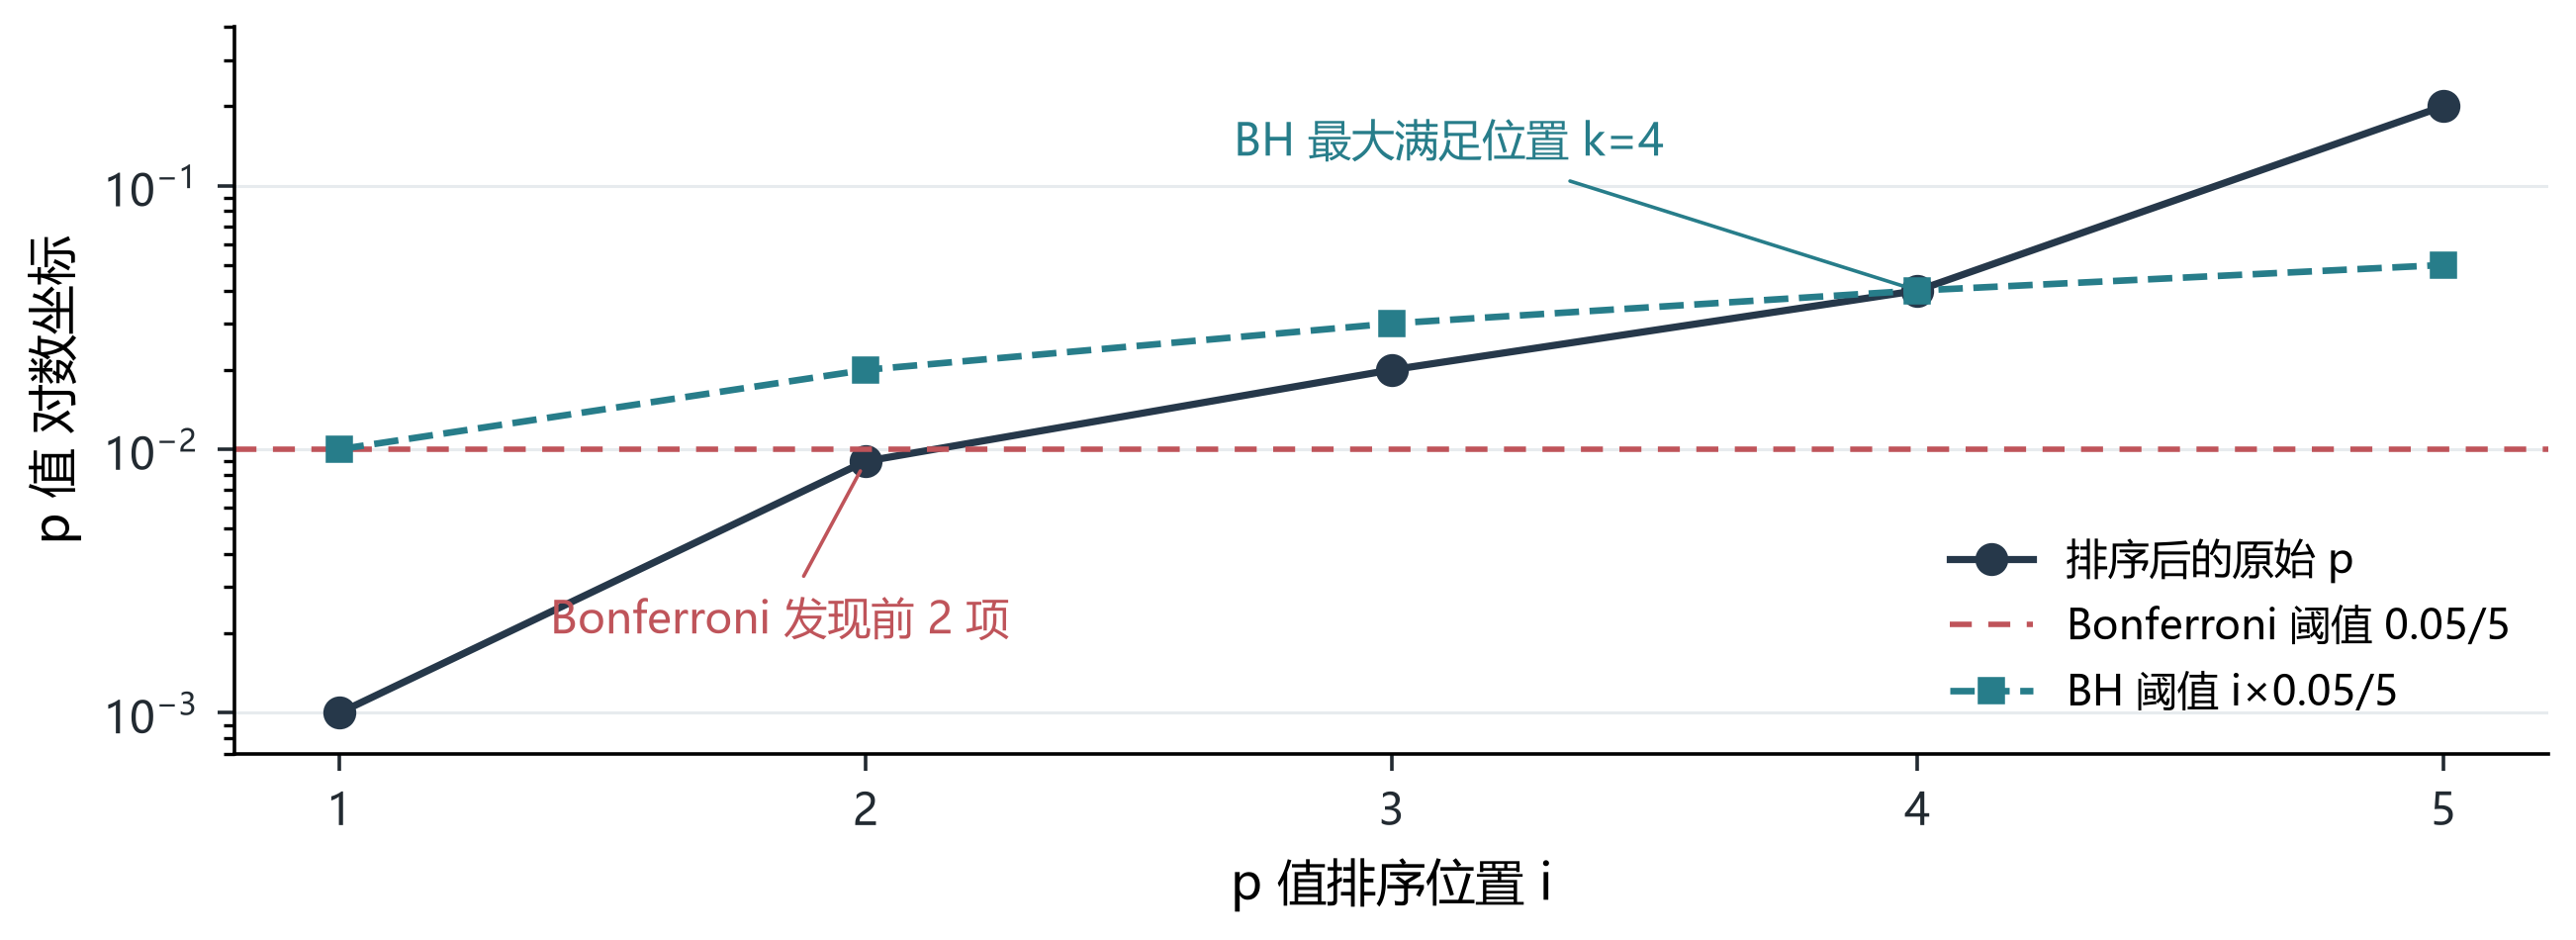 BH 最大满足位置 k=4
10⁻¹
10⁻²
10⁻³
p 值 对数坐标
Bonferroni 发现前 2 项
排序后的原始 p
Bonferroni 阈值 0.05/5
BH 阈值 i×0.05/5
1 2 3 4 5
p 值排序位置 i